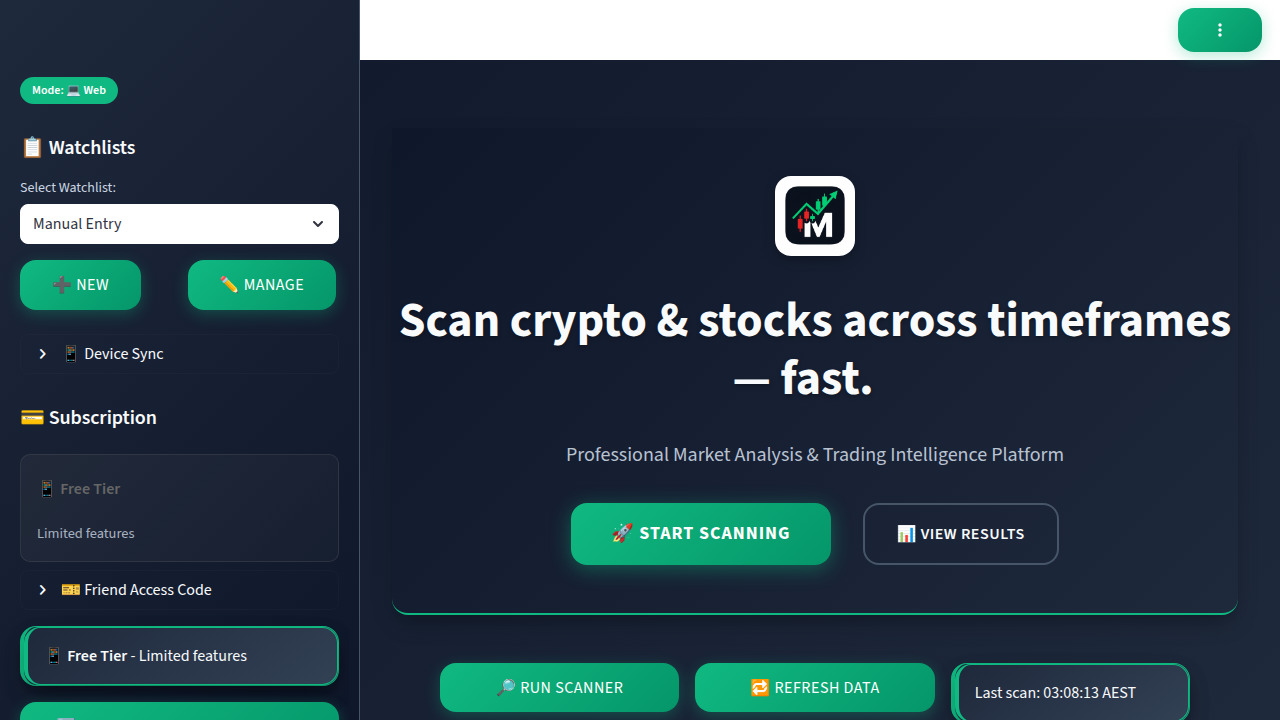 Mode: 💻 Web
📋 Watchlists
Select Watchlist:
Manual Entry
➕ NEW
✏️ MANAGE
📱 Device Sync
💳 Subscription
📱 Free Tier
Limited features
🎫 Friend Access Code
📱 Free Tier - Limited features
M
Scan crypto & stocks across timeframes
— fast.
Professional Market Analysis & Trading Intelligence Platform
🚀 START SCANNING
📊 VIEW RESULTS
🔎 RUN SCANNER
🔁 REFRESH DATA
Last scan: 03:08:13 AEST